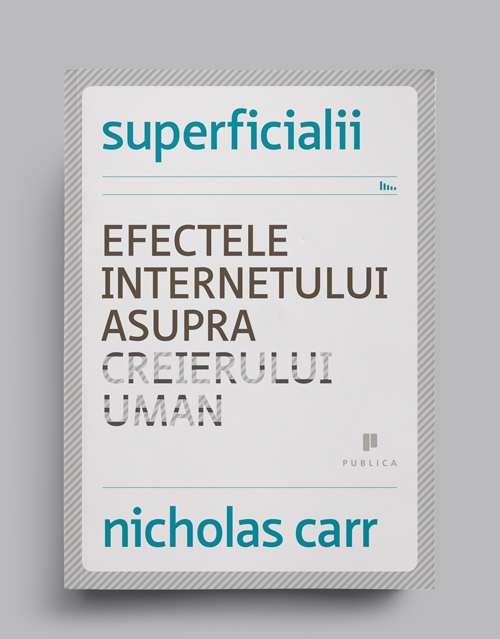 superficialii
EFECTELE
INTERNETULUI
ASUPRA
CREIERULUI
UMAN
PUBLICA
nicholas carr